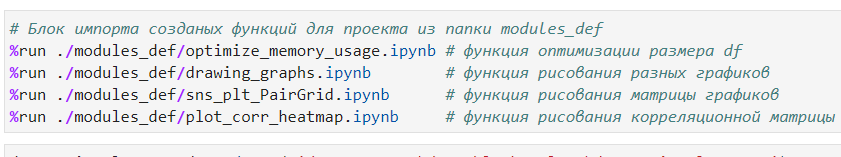 # Блок импорта созданых функций для проекта из папки modules_def
%run ./modules_def/optimize_memory_usage.ipynb # функция оптимизации размера df
%run ./modules_def/drawing_graphs.ipynb # функция рисования разных графиков
%run ./modules_def/sns_plt_PairGrid.ipynb # функция рисования матрицы графиков
%run ./modules_def/plot_corr_heatmap.ipynb # функция рисования корреляционной матрицы